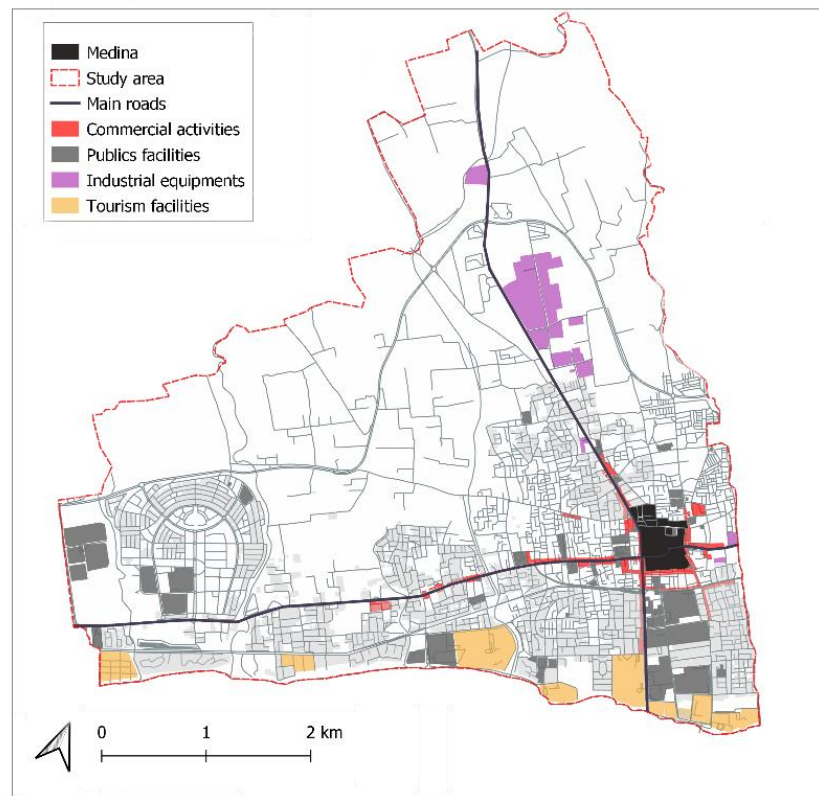 Medina
Study area
Main roads
Commercial activities
Publics facilities
Industrial equipments
Tourism facilities
0 1 2 km